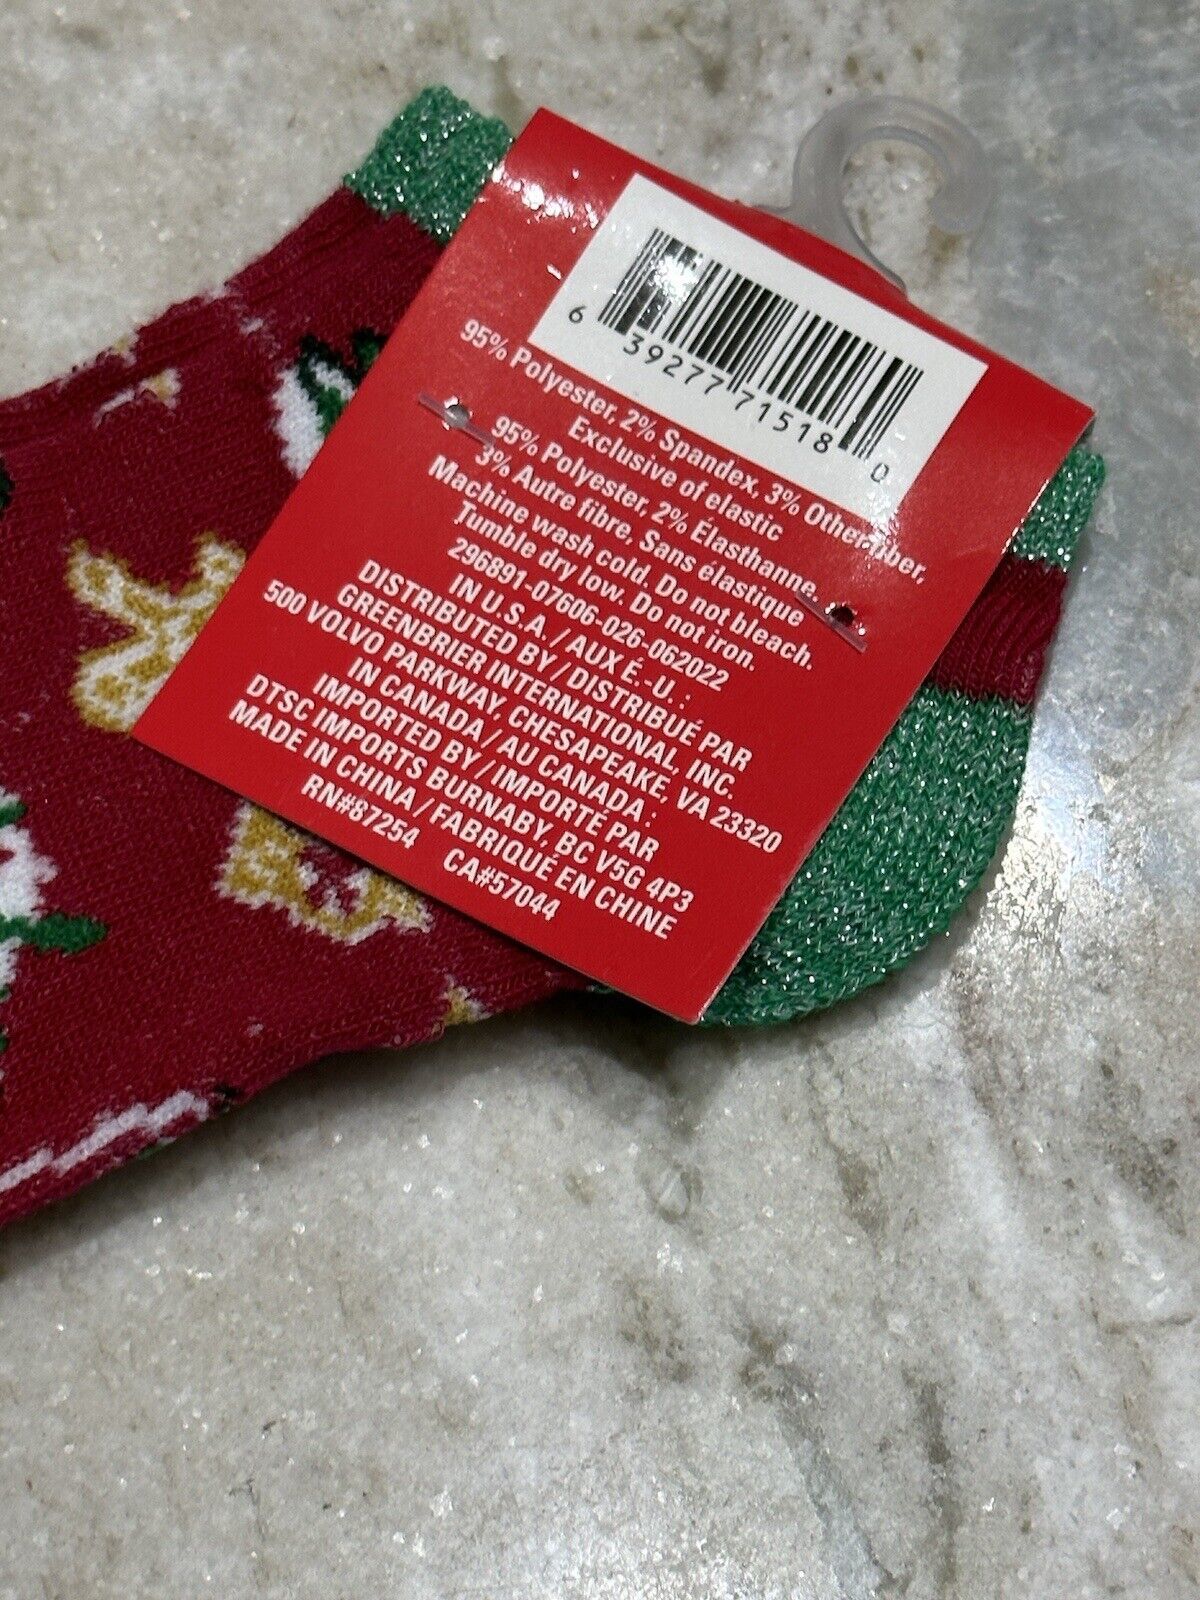 6 39277 71518 0
95% Polyester, 2% Spandex, 3% Other fiber,
Exclusive of elastic
95% Polyester, 2% Élasthanne,
3% Autre fibre, Sans élastique
Machine wash cold. Do not bleach.
Tumble dry low. Do not iron.
296891-07606-026-062022
IN U.S.A. / AUX É.-U. :
DISTRIBUTED BY / DISTRIBUÉ PAR
GREENBRIER INTERNATIONAL, INC.
500 VOLVO PARKWAY, CHESAPEAKE, VA 23320
IN CANADA / AU CANADA :
IMPORTED BY / IMPORTÉ PAR
DTSC IMPORTS BURNABY, BC V5G 4P3
MADE IN CHINA / FABRIQUÉ EN CHINE
RN#87254 CA#57044